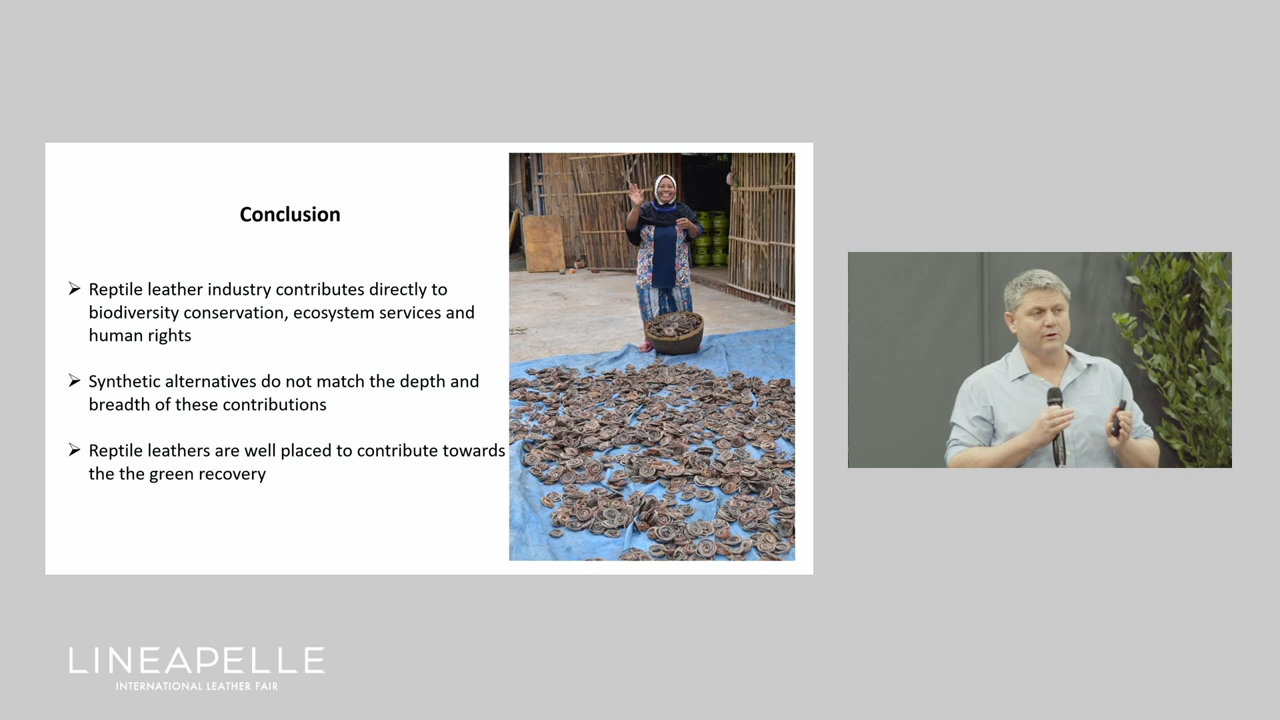 Conclusion
➢ Reptile leather industry contributes directly to
biodiversity conservation, ecosystem services and
human rights
➢ Synthetic alternatives do not match the depth and
breadth of these contributions
➢ Reptile leathers are well placed to contribute towards
the the green recovery
LINEAPELLE
INTERNATIONAL LEATHER FAIR